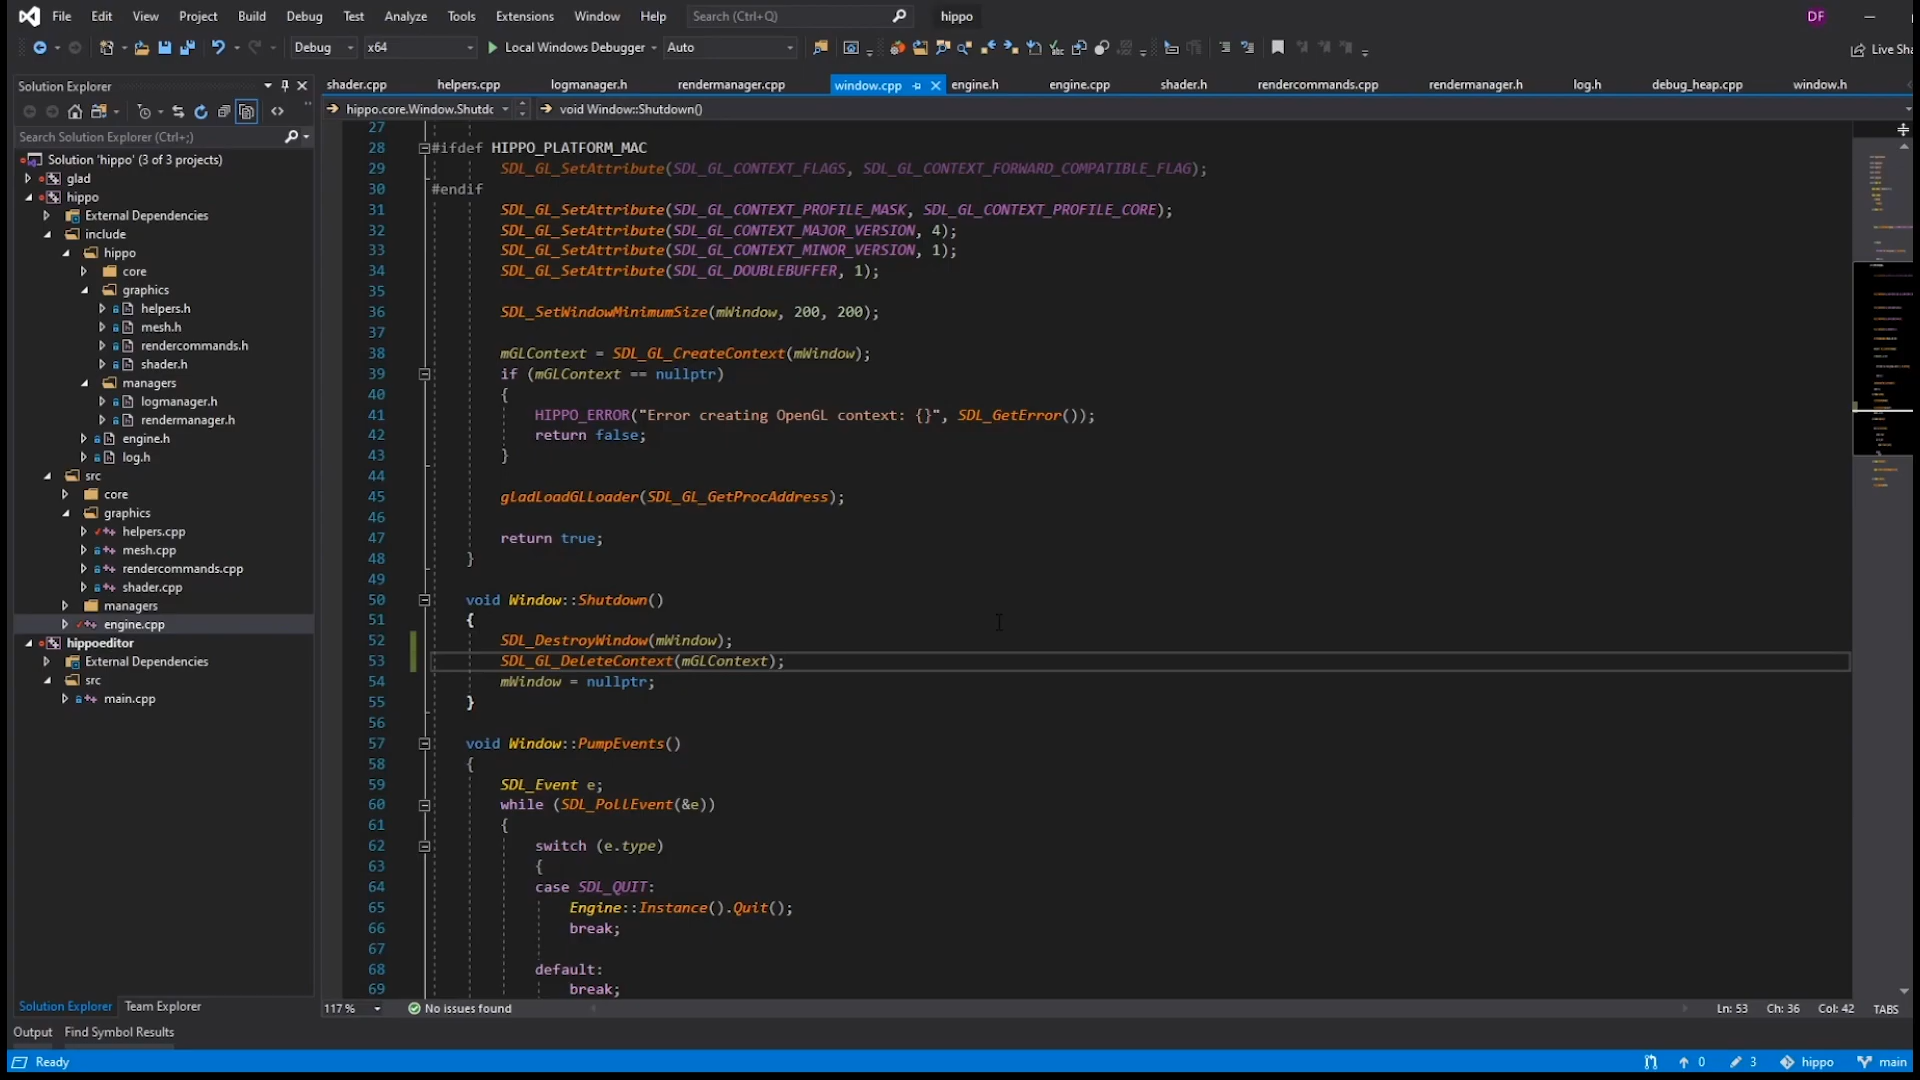 File Edit View Project Build Debug Test Analyze Tools Extensions Window Help Search (Ctrl+Q) hippo DF
Debug x64 Local Windows Debugger Auto Live Sha
Solution Explorer
Search Solution Explorer (Ctrl+;)
Solution 'hippo' (3 of 3 projects)
glad
hippo
External Dependencies
include
hippo
core
graphics
helpers.h
mesh.h
rendercommands.h
shader.h
managers
logmanager.h
rendermanager.h
engine.h
log.h
src
core
graphics
helpers.cpp
mesh.cpp
rendercommands.cpp
shader.cpp
managers
engine.cpp
hippoeditor
External Dependencies
src
main.cpp
Solution Explorer Team Explorer
shader.cpp helpers.cpp logmanager.h rendermanager.cpp window.cpp engine.h engine.cpp shader.h rendercommands.cpp rendermanager.h log.h debug_heap.cpp window.h
hippo.core.Window.Shutdc void Window::Shutdown()
27
28 #ifdef HIPPO_PLATFORM_MAC
29 SDL_GL_SetAttribute(SDL_GL_CONTEXT_FLAGS, SDL_GL_CONTEXT_FORWARD_COMPATIBLE_FLAG);
30 #endif
31 SDL_GL_SetAttribute(SDL_GL_CONTEXT_PROFILE_MASK, SDL_GL_CONTEXT_PROFILE_CORE);
32 SDL_GL_SetAttribute(SDL_GL_CONTEXT_MAJOR_VERSION, 4);
33 SDL_GL_SetAttribute(SDL_GL_CONTEXT_MINOR_VERSION, 1);
34 SDL_GL_SetAttribute(SDL_GL_DOUBLEBUFFER, 1);
35
36 SDL_SetWindowMinimumSize(mWindow, 200, 200);
37
38 mGLContext = SDL_GL_CreateContext(mWindow);
39 if (mGLContext == nullptr)
40 {
41 HIPPO_ERROR("Error creating OpenGL context: {}", SDL_GetError());
42 return false;
43 }
44
45 gladLoadGLLoader(SDL_GL_GetProcAddress);
46
47 return true;
48 }
49
50 void Window::Shutdown()
51 {
52 SDL_DestroyWindow(mWindow);
53 SDL_GL_DeleteContext(mGLContext);
54 mWindow = nullptr;
55 }
56
57 void Window::PumpEvents()
58 {
59 SDL_Event e;
60 while (SDL_PollEvent(&e))
61 {
62 switch (e.type)
63 {
64 case SDL_QUIT:
65 Engine::Instance().Quit();
66 break;
67
68 default:
69 break;
117 % No issues found Ln: 53 Ch: 36 Col: 42 TABS
Output Find Symbol Results
Ready 0 3 hippo main